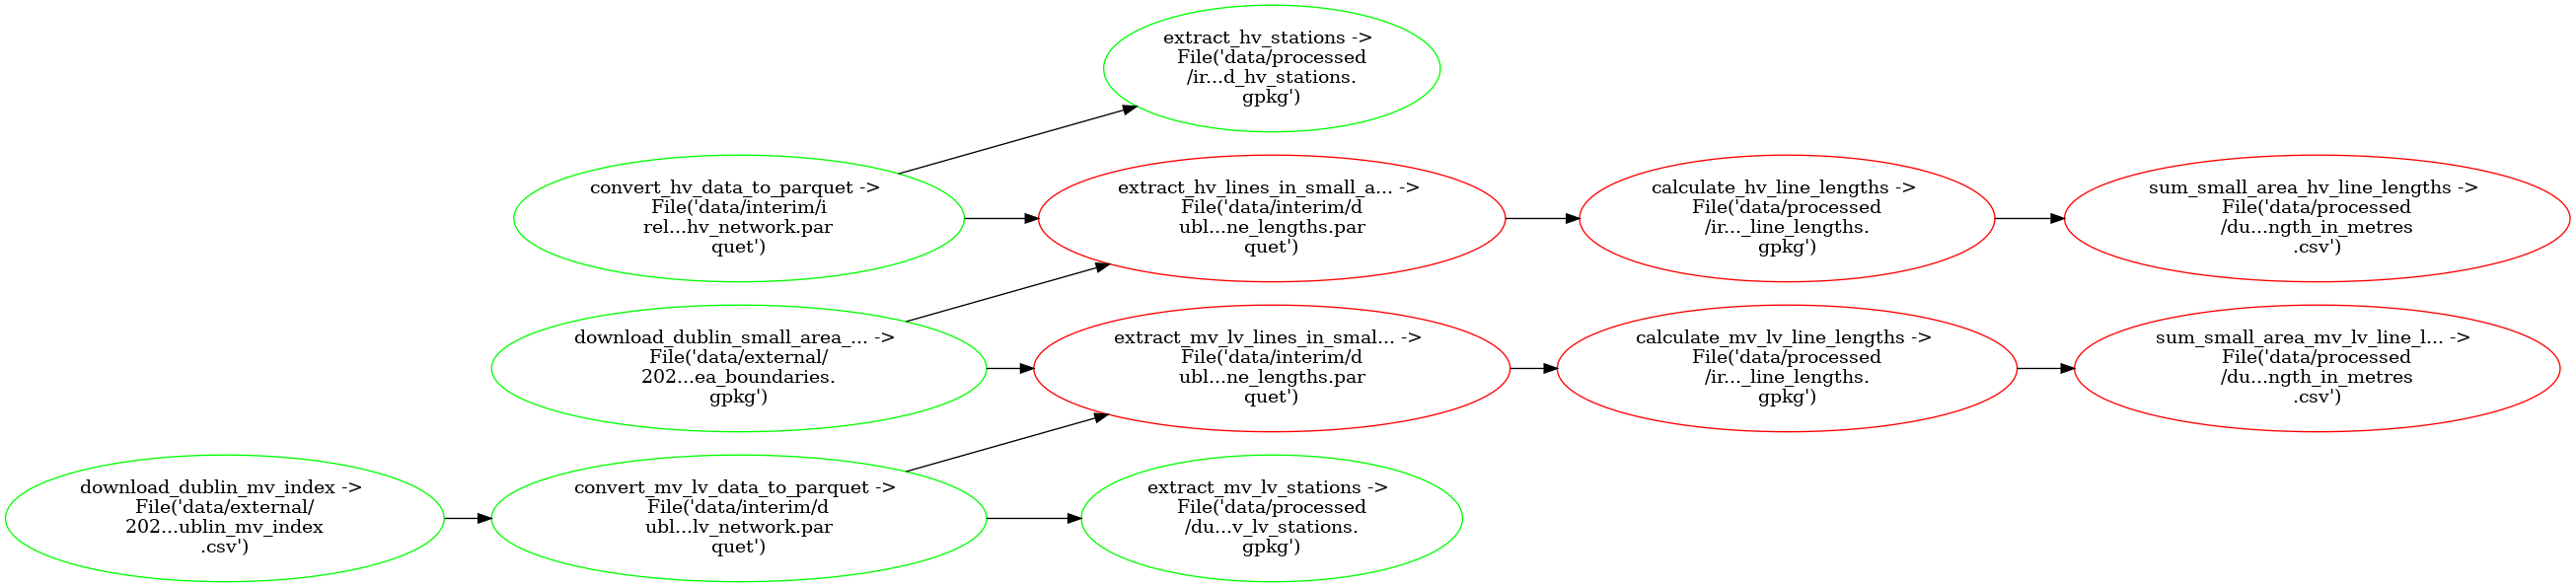 extract_hv_stations ->
File('data/processed
/ir...d_hv_stations.
gpkg')
convert_hv_data_to_parquet ->
File('data/interim/i
rel...hv_network.par
quet')
extract_hv_lines_in_small_a... ->
File('data/interim/d
ubl...ne_lengths.par
quet')
calculate_hv_line_lengths ->
File('data/processed
/ir..._line_lengths.
gpkg')
sum_small_area_hv_line_lengths ->
File('data/processed
/du...ngth_in_metres
.csv')
download_dublin_small_area_... ->
File('data/external/
202...ea_boundaries.
gpkg')
extract_mv_lv_lines_in_smal... ->
File('data/interim/d
ubl...ne_lengths.par
quet')
calculate_mv_lv_line_lengths ->
File('data/processed
/ir..._line_lengths.
gpkg')
sum_small_area_mv_lv_line_l... ->
File('data/processed
/du...ngth_in_metres
.csv')
download_dublin_mv_index ->
File('data/external/
202...ublin_mv_index
.csv')
convert_mv_lv_data_to_parquet ->
File('data/interim/d
ubl...lv_network.par
quet')
extract_mv_lv_stations ->
File('data/processed
/du...v_lv_stations.
gpkg')